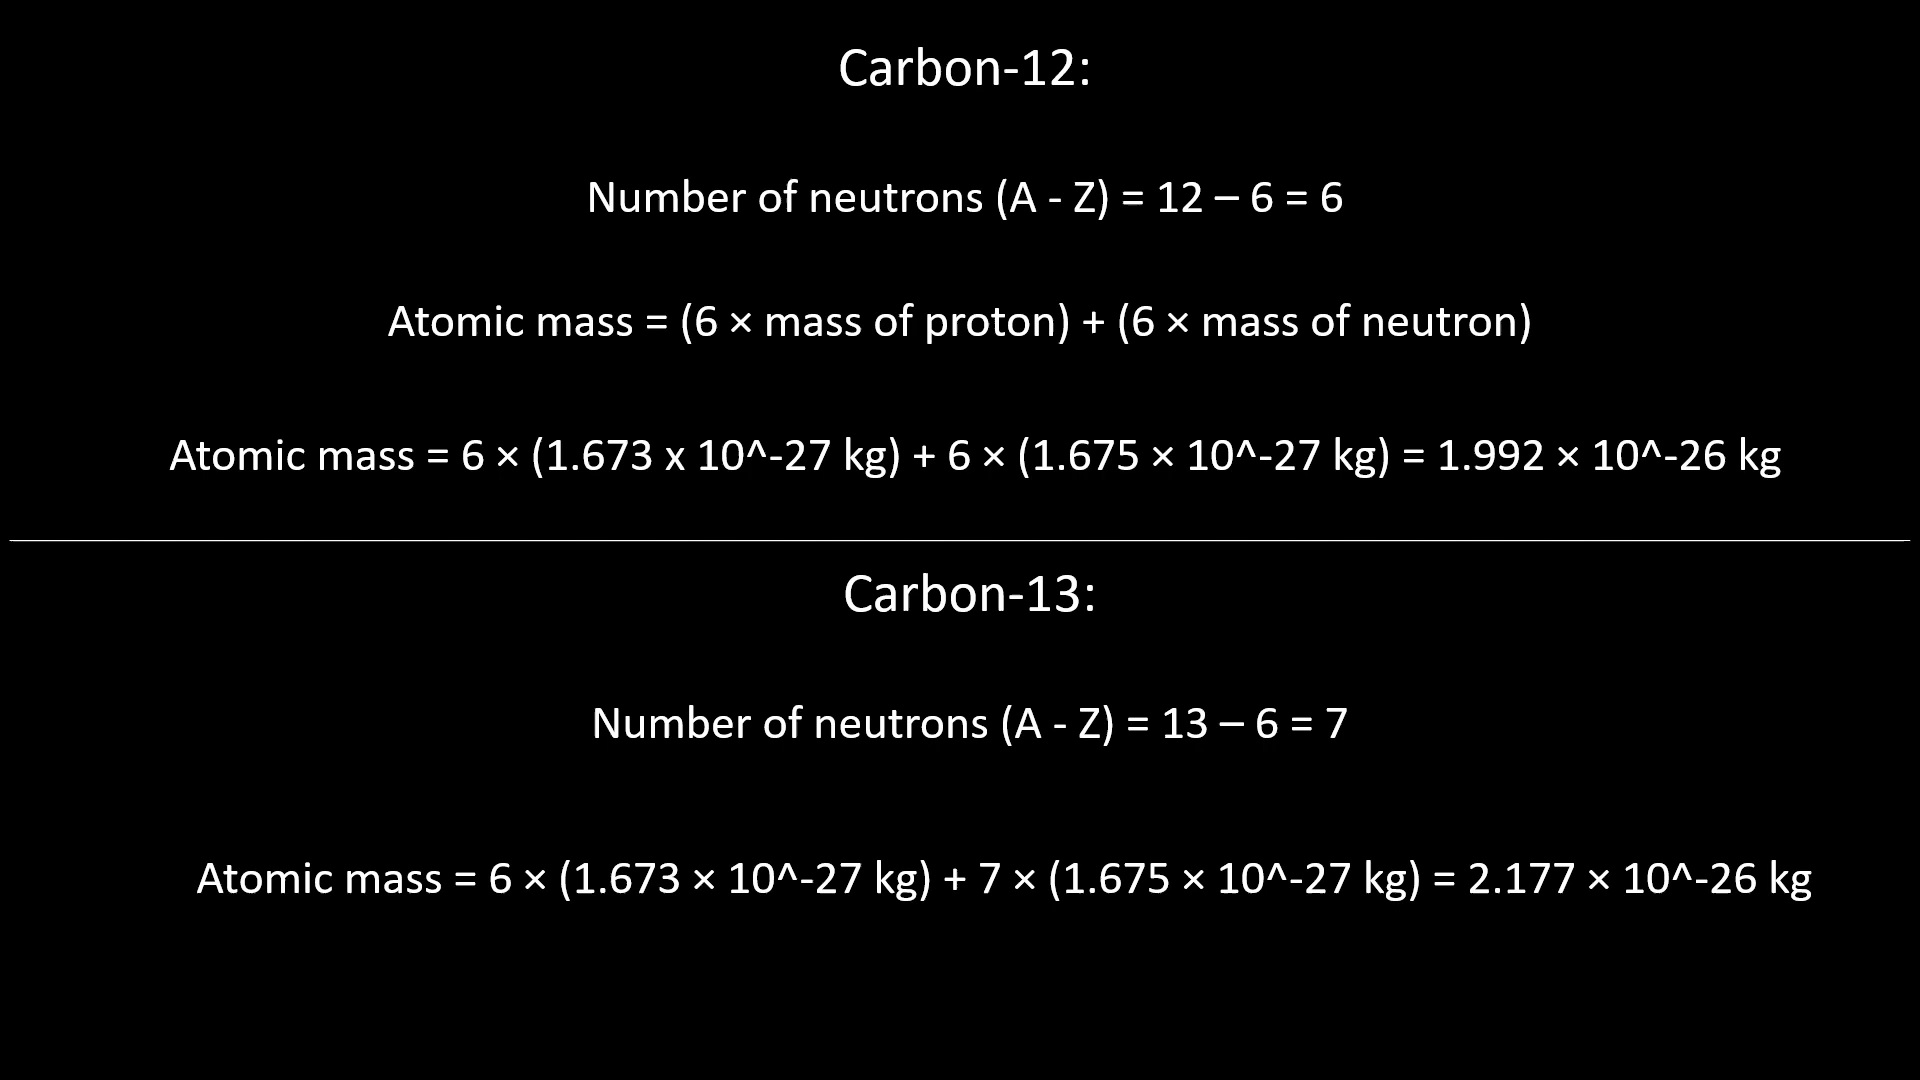 Carbon-12:
Number of neutrons (A - Z) = 12 – 6 = 6
Atomic mass = (6 × mass of proton) + (6 × mass of neutron)
Atomic mass = 6 × (1.673 x 10^-27 kg) + 6 × (1.675 × 10^-27 kg) = 1.992 × 10^-26 kg
Carbon-13:
Number of neutrons (A - Z) = 13 – 6 = 7
Atomic mass = 6 × (1.673 × 10^-27 kg) + 7 × (1.675 × 10^-27 kg) = 2.177 × 10^-26 kg